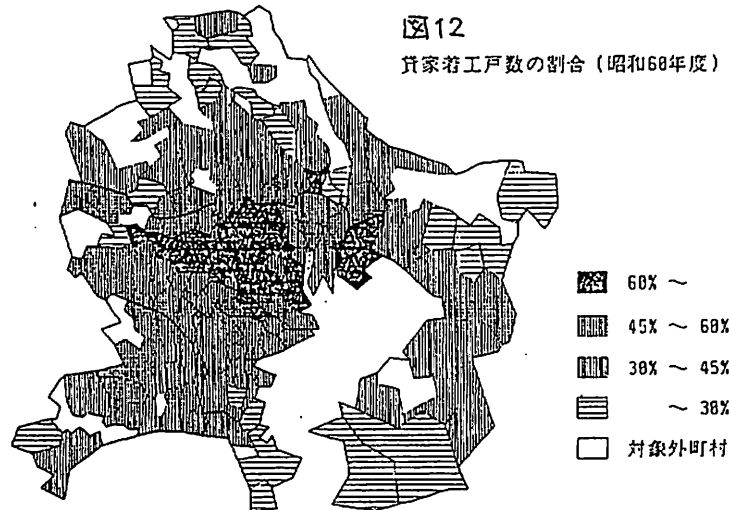 図12
貸家着工戸数の割合(昭和60年度)
60% ～
45% ～ 60%
30% ～ 45%
～ 30%
対象外町村